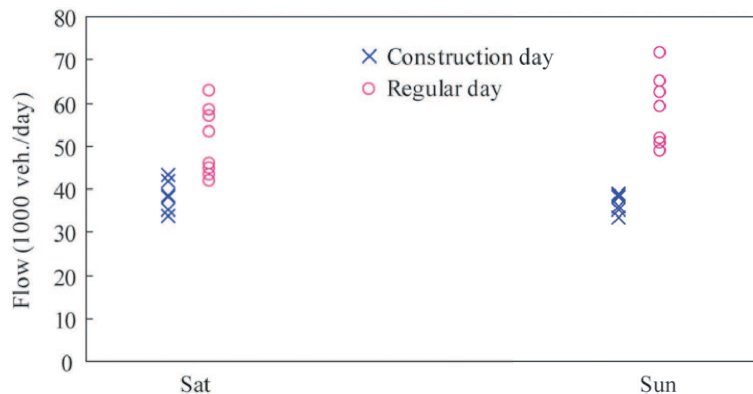 80
70
60
50
40
30
20
10
0
Flow (1000 veh./day)
Construction day
Regular day
Sat
Sun